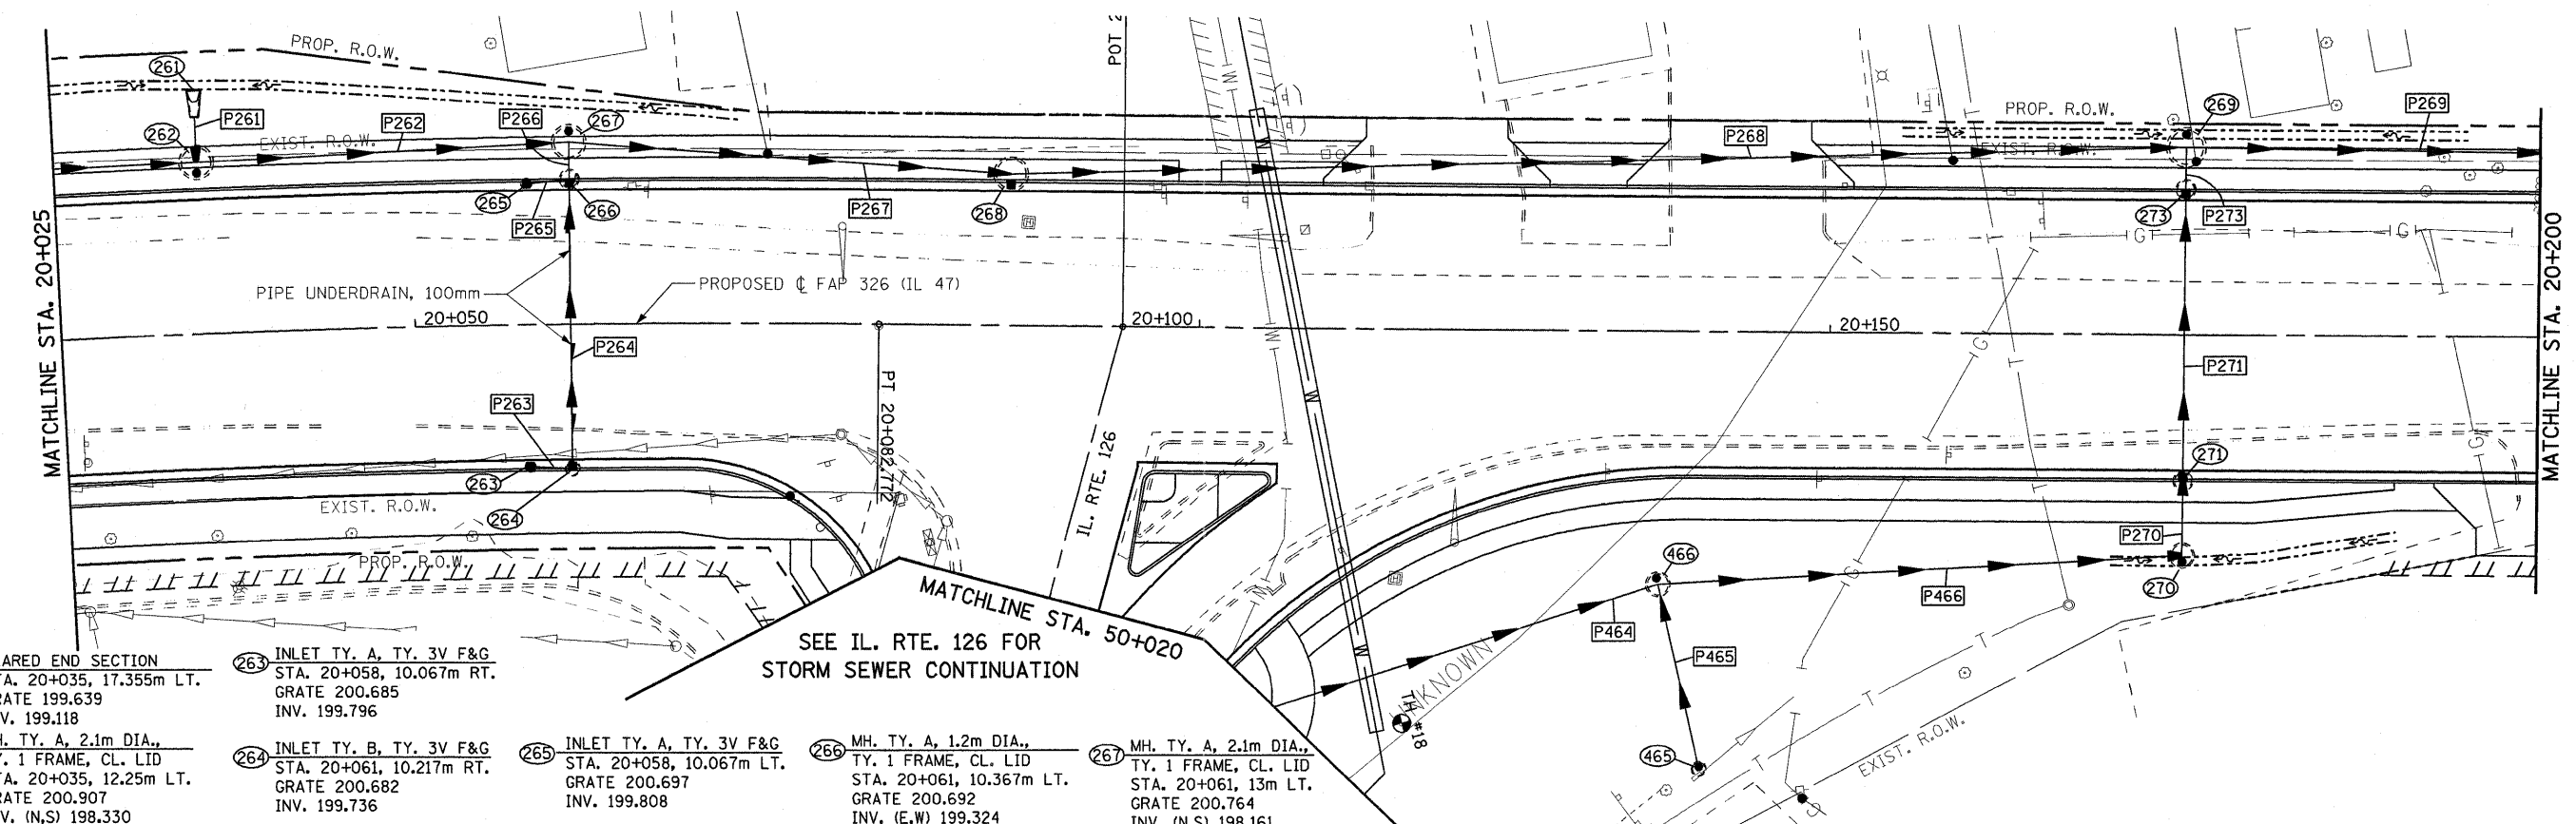 PROP. R.O.W.
POT 2
261
P261
262
P262
P266
267
EXIST. R.O.W.
W
P268
PROP. R.O.W.
269
P269
EXIST. R.O.W.
265
P265
266
P267
268
273
P273
G
G
MATCHLINE STA. 20+025
PIPE UNDERDRAIN, 100mm
PROPOSED ℄ FAP 326 (IL 47)
20+050
20+100
20+150
P264
P271
MATCHLINE STA. 20+200
P263
263
264
PT 20+082.772
IL. RTE. 126
W
W
G
T
G
271
EXIST. R.O.W.
PROP. R.O.W.
P270
270
466
P466
P464
P465
465
G
T
T
UNKNOWN
TH #18
W
EXIST. R.O.W.
MATCHLINE STA. 50+020
SEE IL. RTE. 126 FOR
STORM SEWER CONTINUATION
ARED END SECTION
TA. 20+035, 17.355m LT.
RATE 199.639
NV. 199.118
H. TY. A, 2.1m DIA.,
Y. 1 FRAME, CL. LID
TA. 20+035, 12.25m LT.
RATE 200.907
NV. (N,S) 198.330
263 INLET TY. A, TY. 3V F&G
STA. 20+058, 10.067m RT.
GRATE 200.685
INV. 199.796
264 INLET TY. B, TY. 3V F&G
STA. 20+061, 10.217m RT.
GRATE 200.682
INV. 199.736
265 INLET TY. A, TY. 3V F&G
STA. 20+058, 10.067m LT.
GRATE 200.697
INV. 199.808
266 MH. TY. A, 1.2m DIA.,
TY. 1 FRAME, CL. LID
STA. 20+061, 10.367m LT.
GRATE 200.692
INV. (E,W) 199.324
267 MH. TY. A, 2.1m DIA.,
TY. 1 FRAME, CL. LID
STA. 20+061, 13m LT.
GRATE 200.764
INV. (N,S) 198.161